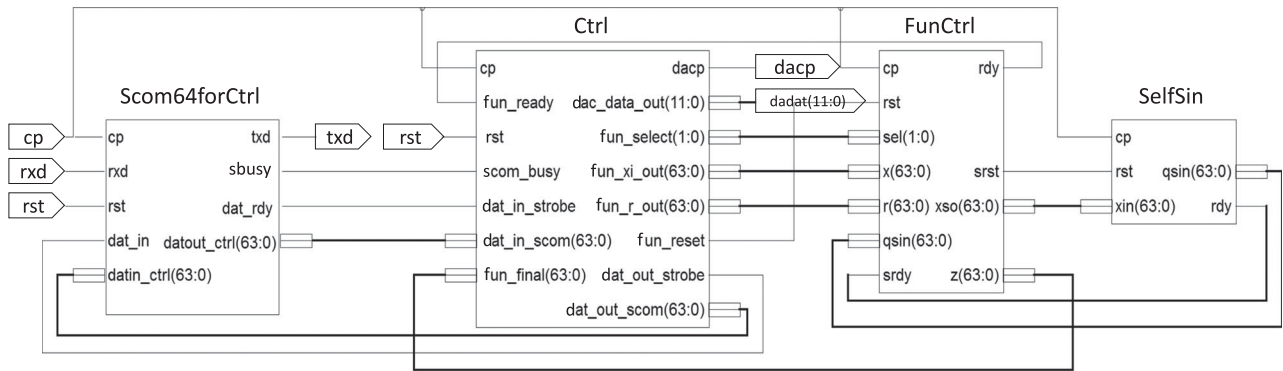 Ctrl
FunCtrl
Scom64forCtrl
SelfSin
cp
rxd
rst
cp
rxd
rst
dat_in
datin_ctrl(63:0)
txd
sbusy
dat_rdy
datout_ctrl(63:0)
txd
rst
cp
fun_ready
rst
scom_busy
dat_in_strobe
dat_in_scom(63:0)
fun_final(63:0)
dacp
dac_data_out(11:0)
fun_select(1:0)
fun_xi_out(63:0)
fun_r_out(63:0)
fun_reset
dat_out_strobe
dat_out_scom(63:0)
dacp
dadat(11:0)
cp
rst
sel(1:0)
x(63:0)
r(63:0)
qsin(63:0)
srdy
rdy
srst
xso(63:0)
z(63:0)
cp
rst
xin(63:0)
qsin(63:0)
rdy